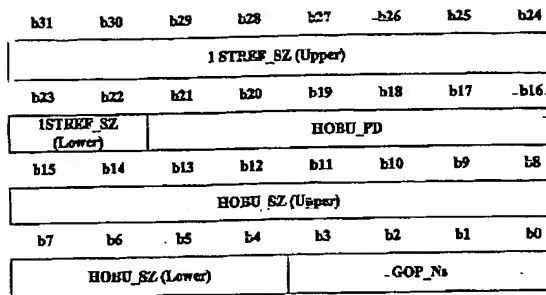 b31 b30 b29 b28 b27 b26 b25 b24
1STREF_SZ (Upper)
b23 b22 b21 b20 b19 b18 b17 b16
1STREF_SZ HOBU_PD
(Lower)
b15 b14 b13 b12 b11 b10 b9 b8
HOBU_SZ (Upper)
b7 b6 b5 b4 b3 b2 b1 b0
HOBU_SZ (Lower) GOP_Ns